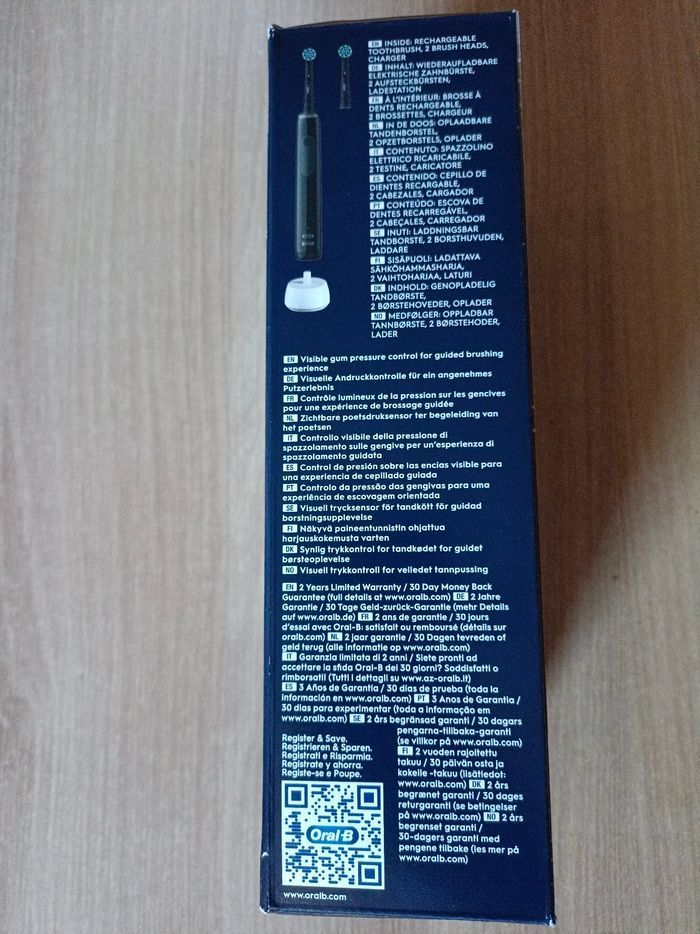 EN INSIDE: RECHARGEABLE
TOOTHBRUSH, 2 BRUSH HEADS,
CHARGER
DE INHALT: WIEDERAUFLADBARE
ELEKTRISCHE ZAHNBÜRSTE,
2 AUFSTECKBÜRSTEN,
LADESTATION
FR À L'INTÉRIEUR: BROSSE À
DENTS RECHARGEABLE,
2 BROSSETTES, CHARGEUR
NL IN DE DOOS: OPLAADBARE
TANDENBORSTEL,
2 OPZETBORSTELS, OPLADER
IT CONTENUTO: SPAZZOLINO
ELETTRICO RICARICABILE,
2 TESTINE, CARICATORE
ES CONTENIDO: CEPILLO DE
DIENTES RECARGABLE,
2 CABEZALES, CARGADOR
PT CONTEÚDO: ESCOVA DE
DENTES RECARREGÁVEL,
2 CABEÇALES, CARREGADOR
SE INUTI: LADDNINGSBAR
TANDBORSTE, 2 BORSTHUVUDEN,
LADDARE
FI SISÄPUOLI: LADATTAVA
SÄHKÖHAMMASHARJA,
2 VAIHTOHARJAA, LATURI
DK INDHOLD: GENOPLADELIG
TANDBØRSTE,
2 BØRSTEHOVEDER, OPLADER
NO MEDFØLGER: OPPLADBAR
TANNBØRSTE, 2 BØRSTEHODER,
LADER
EN Visible gum pressure control for guided brushing
experience
DE Visuelle Andruckkontrolle für ein angenehmes
Putzerlebnis
FR Contrôle lumineux de la pression sur les gencives
pour une expérience de brossage guidée
NL Zichtbare poetsdruksensor ter begeleiding van
het poetsen
IT Controllo visibile della pressione di
spazzolamento sulle gengive per un'esperienza di
spazzolamento guidata
ES Control de presión sobre las encías visible para
una experiencia de cepillado guiada
PT Controlo da pressão das gengivas para uma
experiência de escovagem orientada
SE Visuell trycksensor för tandkött för guidad
borstningsupplevelse
FI Näkyvä paineentunnistin ohjattua
harjauskokemusta varten
DK Synlig trykkontrol for tandkødet for guidet
børsteoplevelse
NO Visuell trykkontroll for veiledet tannpussing
EN 2 Years Limited Warranty / 30 Day Money Back
Guarantee (full details at www.oralb.com) DE 2 Jahre
Garantie / 30 Tage Geld-zurück-Garantie (mehr Details
auf www.oralb.de) FR 2 ans de garantie / 30 jours
d'essai avec Oral-B: satisfait ou remboursé (détails sur
oralb.com) NL 2 jaar garantie / 30 Dagen tevreden of
geld terug (alle informatie op www.oralb.com)
IT Garanzia limitata di 2 anni / Siete pronti ad
accettare la sfida Oral-B dei 30 giorni? Soddisfatti o
rimborsati! (Tutti i dettagli su www.az-oralb.it)
ES 3 Años de Garantía / 30 días de prueba (toda la
información en www.oralb.com) PT 3 Anos de Garantia /
30 dias para experimentar (toda a informação em
www.oralb.com) SE 2 års begränsad garanti / 30 dagars
pengarna-tillbaka-garanti
(se villkor på www.oralb.com)
FI 2 vuoden rajoitettu
takuu / 30 päivän osta ja
kokeile -takuu (lisätiedot:
www.oralb.com) DK 2 års
begrænset garanti / 30 dages
returgaranti (se betingelser
på www.oralb.com) NO 2 års
begrenset garanti /
30-dagers garanti med
pengene tilbake (les mer på
www.oralb.com)
Register & Save.
Registrieren & Sparen.
Registrati e Risparmia.
Regístrate y ahorra.
Registe-se e Poupe.
Oral-B
www.oralb.com